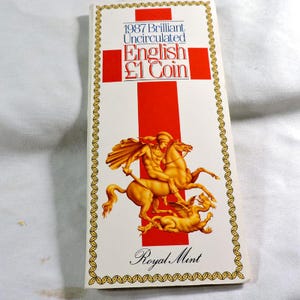 1987 Brilliant
Uncirculated
English
£1 Coin
Royal Mint